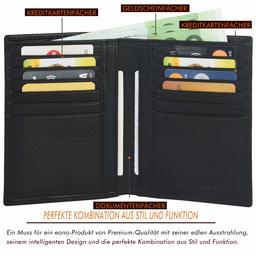 GELDSCHEINFÄCHER
KREDITKARTENFÄCHER
KREDITKARTENFÄCHER
DOKUMENTENFÄCHER
PERFEKTE KOMBINATION AUS STIL UND FUNKTION
Ein Muss für ein eono-Produkt von Premium-Qualität mit seiner edlen Ausstrahlung,
seinem intelligenten Design und die perfekte Kombination aus Stil und Funktion.